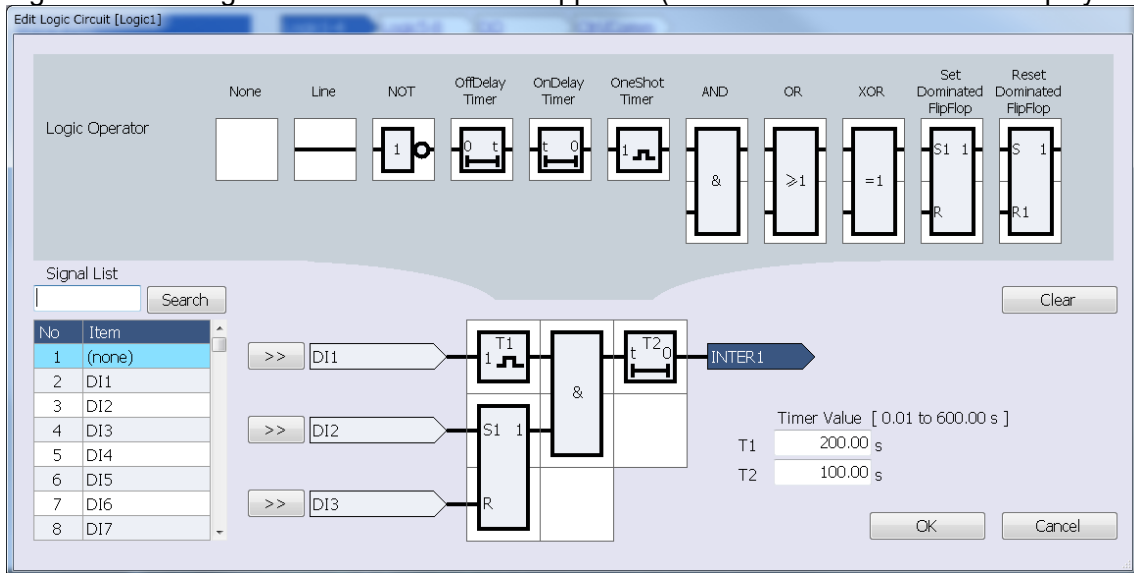 Edit Logic Circuit [Logic1]
None Line NOT OffDelay Timer OnDelay Timer OneShot Timer AND OR XOR Set Dominated FlipFlop Reset Dominated FlipFlop
Logic Operator
1 0 t t 0 1 & ≥1 =1 S1 1 R S 1 R1
Signal List
Search
Clear
No Item
1 (none)
2 DI1
3 DI2
4 DI3
5 DI4
6 DI5
7 DI6
8 DI7
>> DI1 T1 1 & t T2 0 INTER1
>> DI2 S1 1
>> DI3 R
Timer Value [ 0.01 to 600.00 s ]
T1 200.00 s
T2 100.00 s
OK Cancel